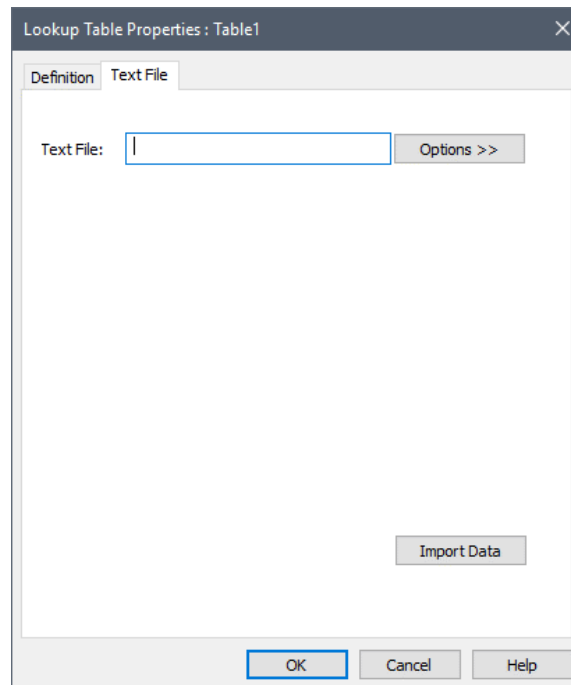 Lookup Table Properties : Table1
Definition Text File
Text File: Options >>
Import Data
OK Cancel Help